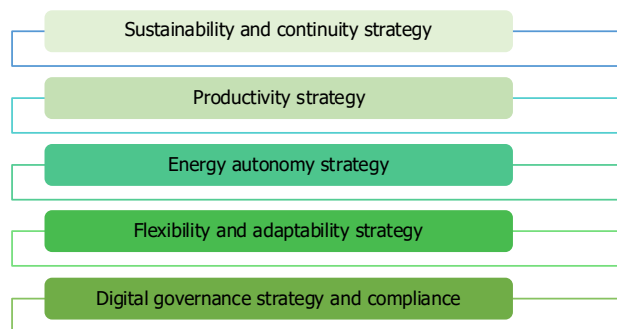 Sustainability and continuity strategy
Productivity strategy
Energy autonomy strategy
Flexibility and adaptability strategy
Digital governance strategy and compliance